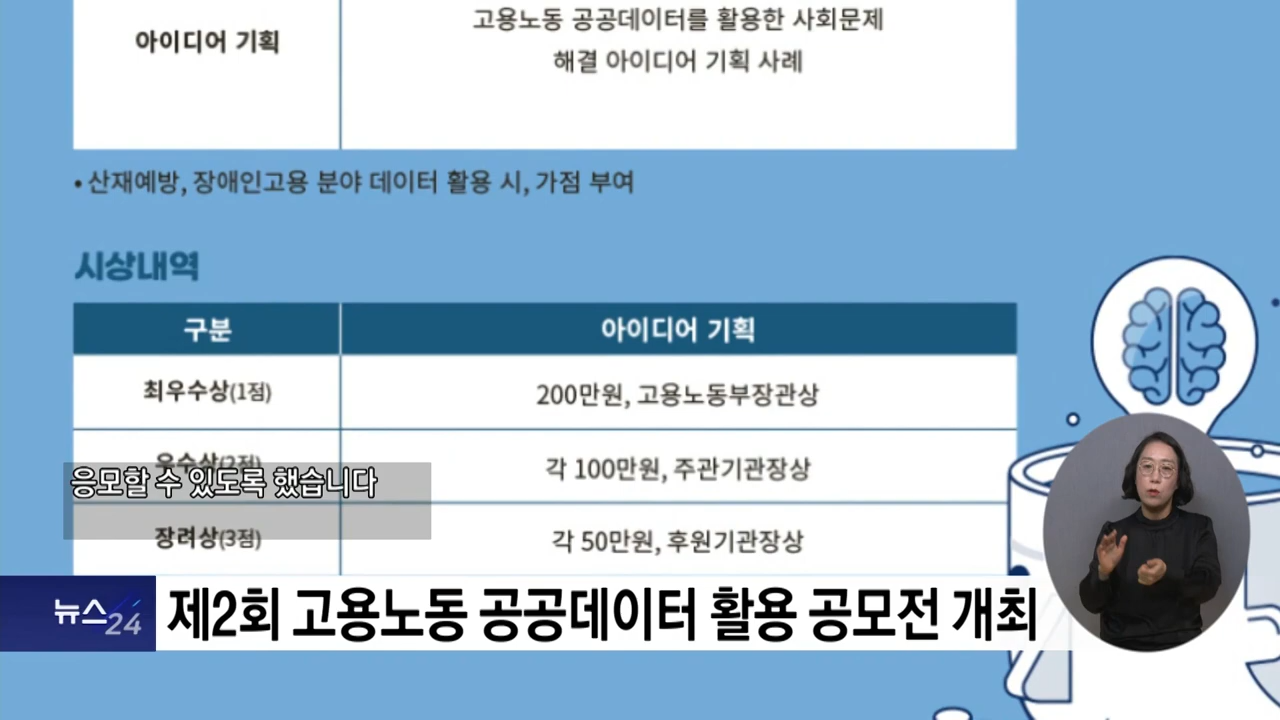 아이디어 기획
고용노동 공공데이터를 활용한 사회문제
해결 아이디어 기획 사례
• 산재예방, 장애인고용 분야 데이터 활용 시, 가점 부여
시상내역
구분 아이디어 기획
최우수상(1점) 200만원, 고용노동부장관상
우수상(2점) 각 100만원, 주관기관장상
응모할 수 있도록 했습니다
장려상(3점) 각 50만원, 후원기관장상
뉴스24 제2회 고용노동 공공데이터 활용 공모전 개최